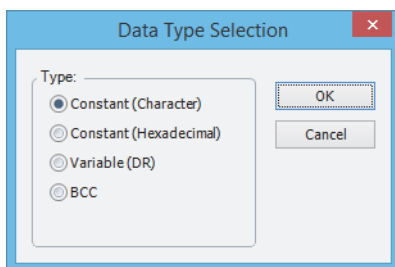 Data Type Selection
Type:
Constant (Character)
Constant (Hexadecimal)
Variable (DR)
BCC
OK
Cancel